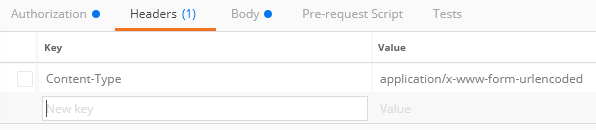 Authorization Headers (1) Body Pre-request Script Tests
Key Value
Content-Type application/x-www-form-urlencoded
New key Value